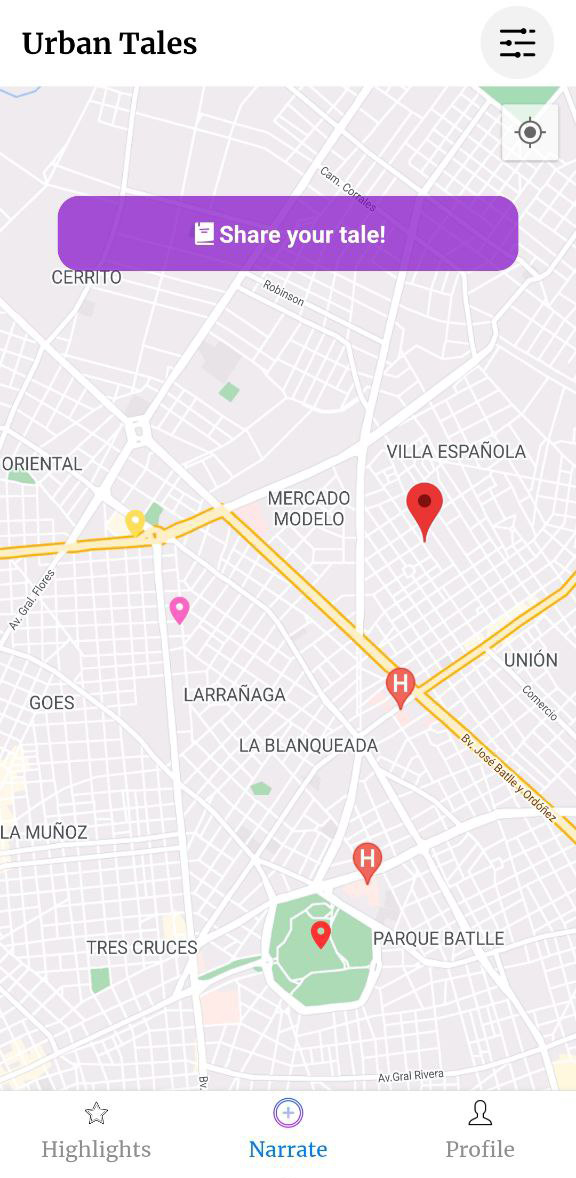 Urban Tales
Cam. Corrales
Share your tale!
CERRITO
Robinson
VILLA ESPAÑOLA
ORIENTAL
MERCADO
MODELO
Av. Gral. Flores
UNIÓN
H
LARRAÑAGA
GOES
Comercio
LA BLANQUEADA
Bv. José Batlle y Ordóñez
LA MUÑOZ
H
PARQUE BATLLE
TRES CRUCES
Av.Gral Rivera
Bv.
Highlights
Narrate
Profile